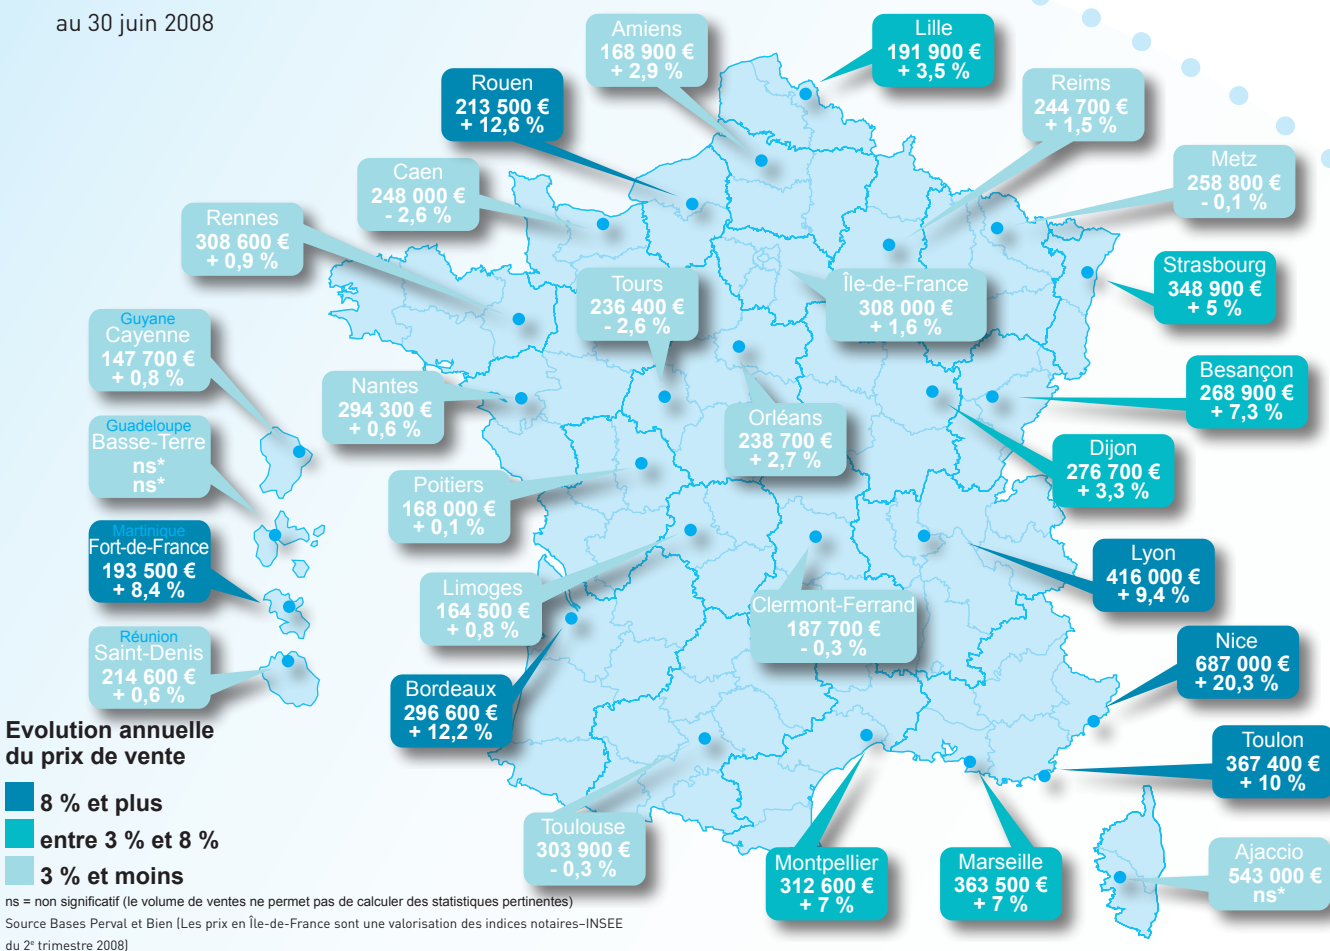 au 30 juin 2008
Amiens
168 900 €
+ 2,9 %
Lille
191 900 €
+ 3,5 %
Rouen
213 500 €
+ 12,6 %
Reims
244 700 €
+ 1,5 %
Caen
248 000 €
- 2,6 %
Metz
258 800 €
- 0,1 %
Rennes
308 600 €
+ 0,9 %
Strasbourg
348 900 €
+ 5 %
Tours
236 400 €
- 2,6 %
Île-de-France
308 000 €
+ 1,6 %
Guyane
Cayenne
147 700 €
+ 0,8 %
Nantes
294 300 €
+ 0,6 %
Besançon
268 900 €
+ 7,3 %
Guadeloupe
Basse-Terre
ns*
ns*
Orléans
238 700 €
+ 2,7 %
Dijon
276 700 €
+ 3,3 %
Poitiers
168 000 €
+ 0,1 %
Martinique
Fort-de-France
193 500 €
+ 8,4 %
Lyon
416 000 €
+ 9,4 %
Limoges
164 500 €
+ 0,8 %
Clermont-Ferrand
187 700 €
- 0,3 %
Réunion
Saint-Denis
214 600 €
+ 0,6 %
Nice
687 000 €
+ 20,3 %
Bordeaux
296 600 €
+ 12,2 %
Toulon
367 400 €
+ 10 %
Toulouse
303 900 €
- 0,3 %
Montpellier
312 600 €
+ 7 %
Marseille
363 500 €
+ 7 %
Ajaccio
543 000 €
ns*
Evolution annuelle
du prix de vente
8 % et plus
entre 3 % et 8 %
3 % et moins
ns = non significatif (le volume de ventes ne permet pas de calculer des statistiques pertinentes)
Source Bases Perval et Bien (Les prix en Île-de-France sont une valorisation des indices notaires–INSEE
du 2e trimestre 2008)